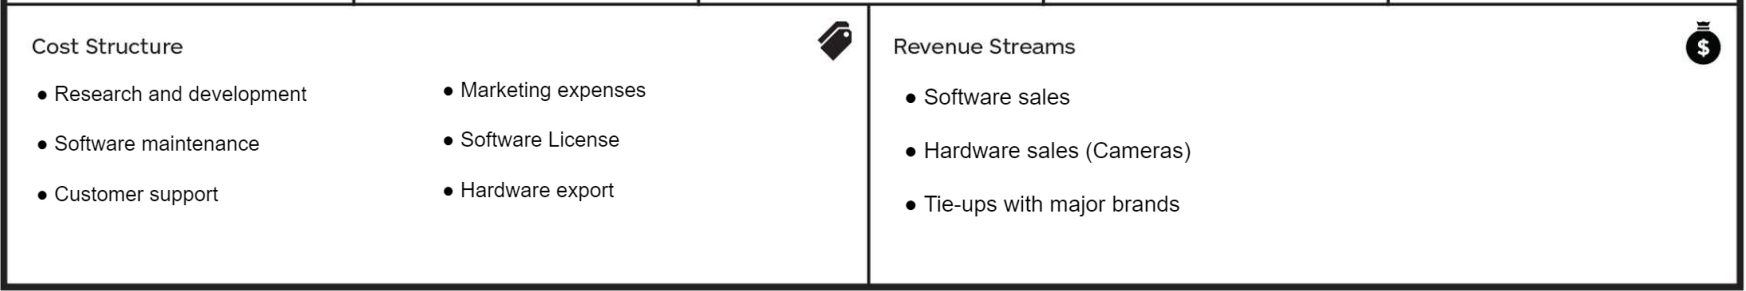 Cost Structure
● Research and development
● Software maintenance
● Customer support
● Marketing expenses
● Software License
● Hardware export
Revenue Streams
$
● Software sales
● Hardware sales (Cameras)
● Tie-ups with major brands